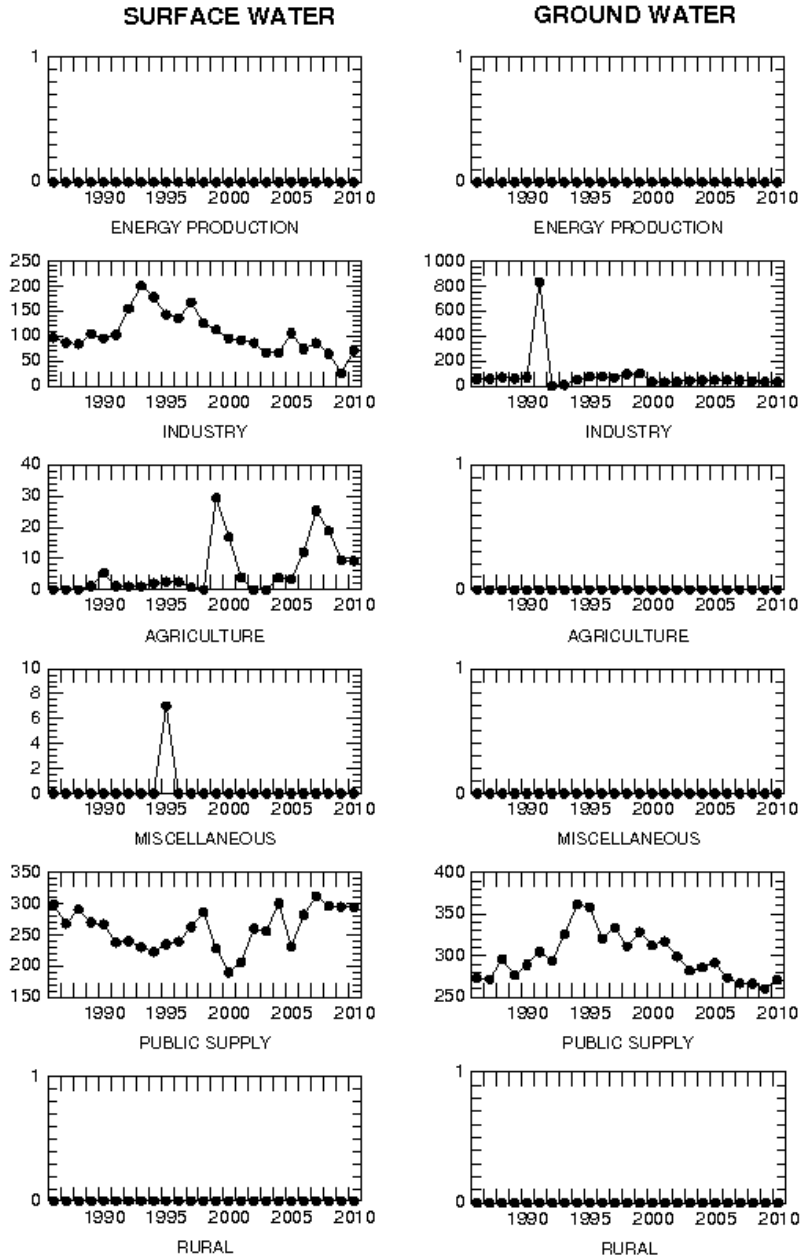 SURFACE WATER GROUND WATER
1 1
0 0
1990 1995 2000 2005 2010 1990 1995 2000 2005 2010
ENERGY PRODUCTION ENERGY PRODUCTION
250 1000
200 800
150 600
100 400
50 200
0 0
1990 1995 2000 2005 2010 1990 1995 2000 2005 2010
INDUSTRY INDUSTRY
40 1
30
20
10
0 0
1990 1995 2000 2005 2010 1990 1995 2000 2005 2010
AGRICULTURE AGRICULTURE
10 1
8
6
4
2
0 0
1990 1995 2000 2005 2010 1990 1995 2000 2005 2010
MISCELLANEOUS MISCELLANEOUS
350 400
300 350
250 300
200
150 250
1990 1995 2000 2005 2010 1990 1995 2000 2005 2010
PUBLIC SUPPLY PUBLIC SUPPLY
1 1
0 0
1990 1995 2000 2005 2010 1990 1995 2000 2005 2010
RURAL RURAL